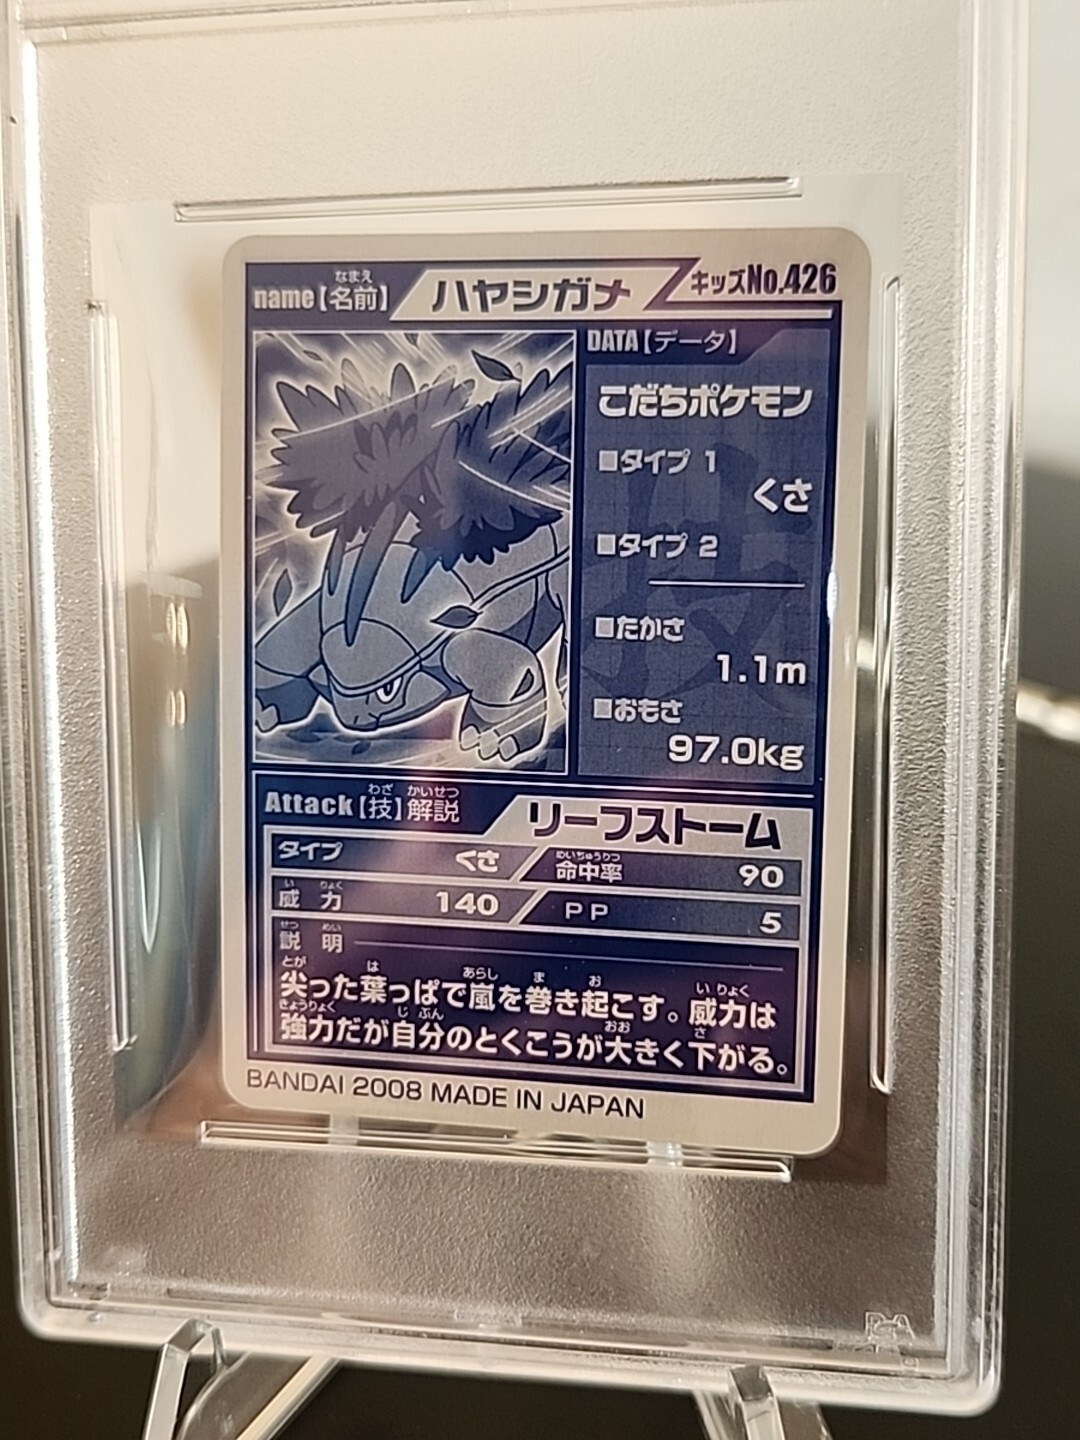 name【名前】 ハヤシガメ キッズNo.426
なまえ
DATA【データ】
こだちポケモン
■タイプ 1
くさ
■タイプ 2
■たかさ
1.1m
■おもさ
97.0kg
わざ かいせつ
Attack【技】解説 リーフストーム
タイプ くさ
めいちゅうりつ
命中率 90
い りょく
威力 140
PP 5
せつ めい
説明
とが は あらし ま お い りょく
尖った葉っぱで嵐を巻き起こす。威力は
きょうりょく じ ぶん おお さ
強力だが自分のとくこうが大きく下がる。
BANDAI 2008 MADE IN JAPAN